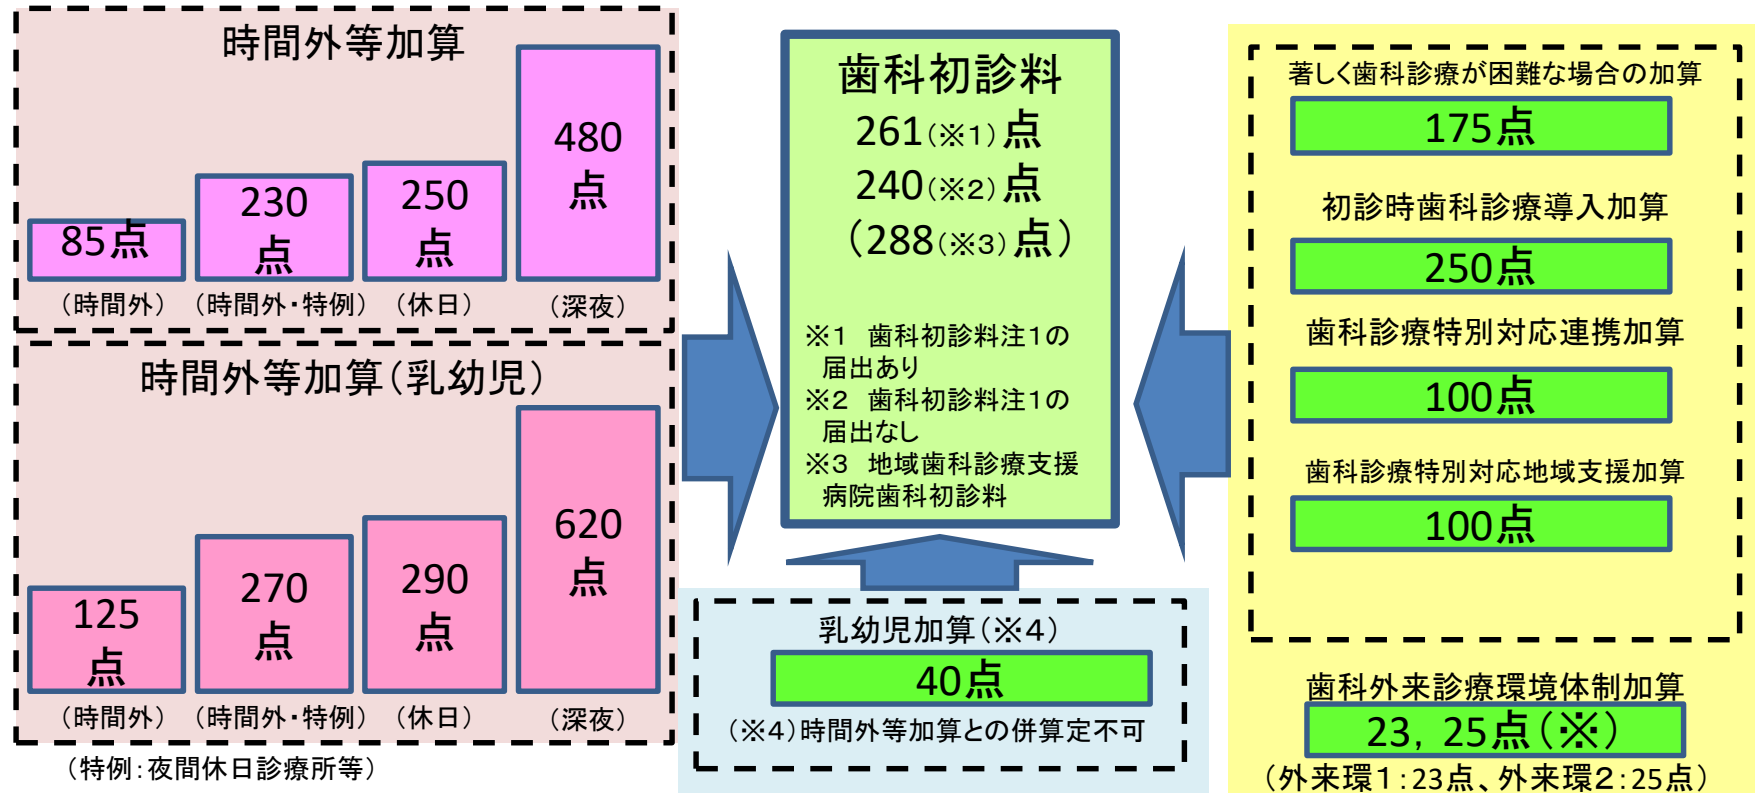 時間外等加算
85点
230
点
250
点
480
点
（時間外）
（時間外・特例）
（休日）
（深夜）
時間外等加算（乳幼児）
125
点
270
点
290
点
620
点
（時間外）
（時間外・特例）
（休日）
（深夜）
（特例：夜間休日診療所等）
歯科初診料
261（※1）点
240（※2）点
（288（※3）点）
※1　歯科初診料注1の
届出あり
※2　歯科初診料注1の
届出なし
※3　地域歯科診療支援
病院歯科初診料
乳幼児加算（※4）
40点
（※4）時間外等加算との併算定不可
著しく歯科診療が困難な場合の加算
175点
初診時歯科診療導入加算
250点
歯科診療特別対応連携加算
100点
歯科診療特別対応地域支援加算
100点
歯科外来診療環境体制加算
23，25点（※）
（外来環1：23点、外来環2：25点）